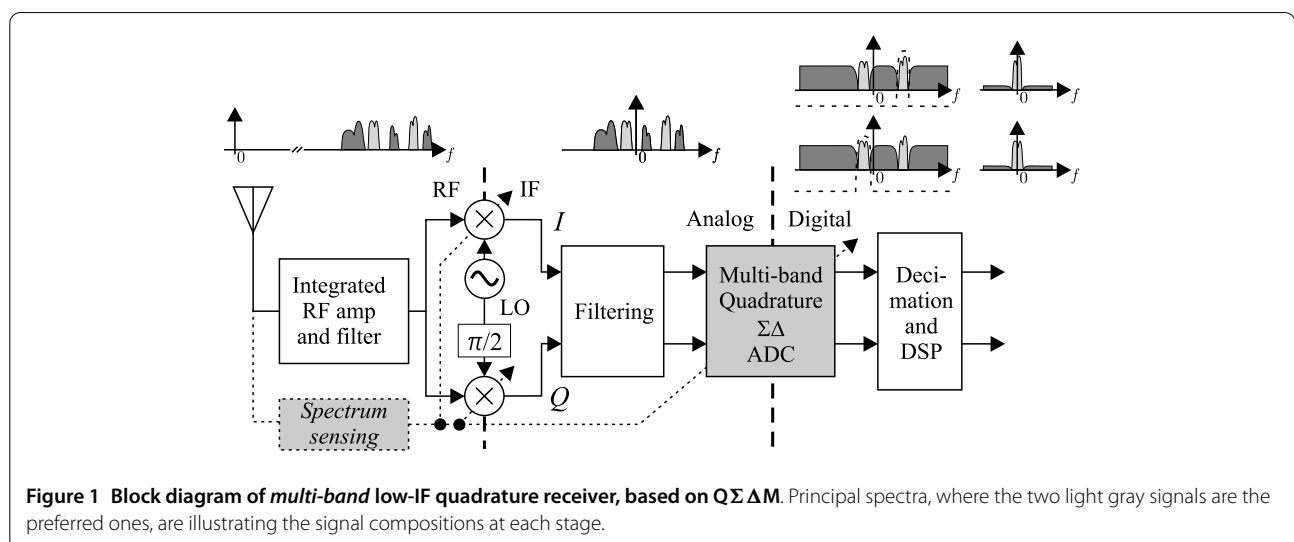 0
f
0
f
0
f
0
f
0
f
0
f
RF
IF
I
Analog
Digital
Integrated
RF amp
and filter
LO
π/2
Filtering
Multi-band
Quadrature
ΣΔ
ADC
Deci-
mation
and
DSP
Q
Spectrum
sensing
Figure 1 Block diagram of multi-band low-IF quadrature receiver, based on QΣΔM. Principal spectra, where the two light gray signals are the
preferred ones, are illustrating the signal compositions at each stage.